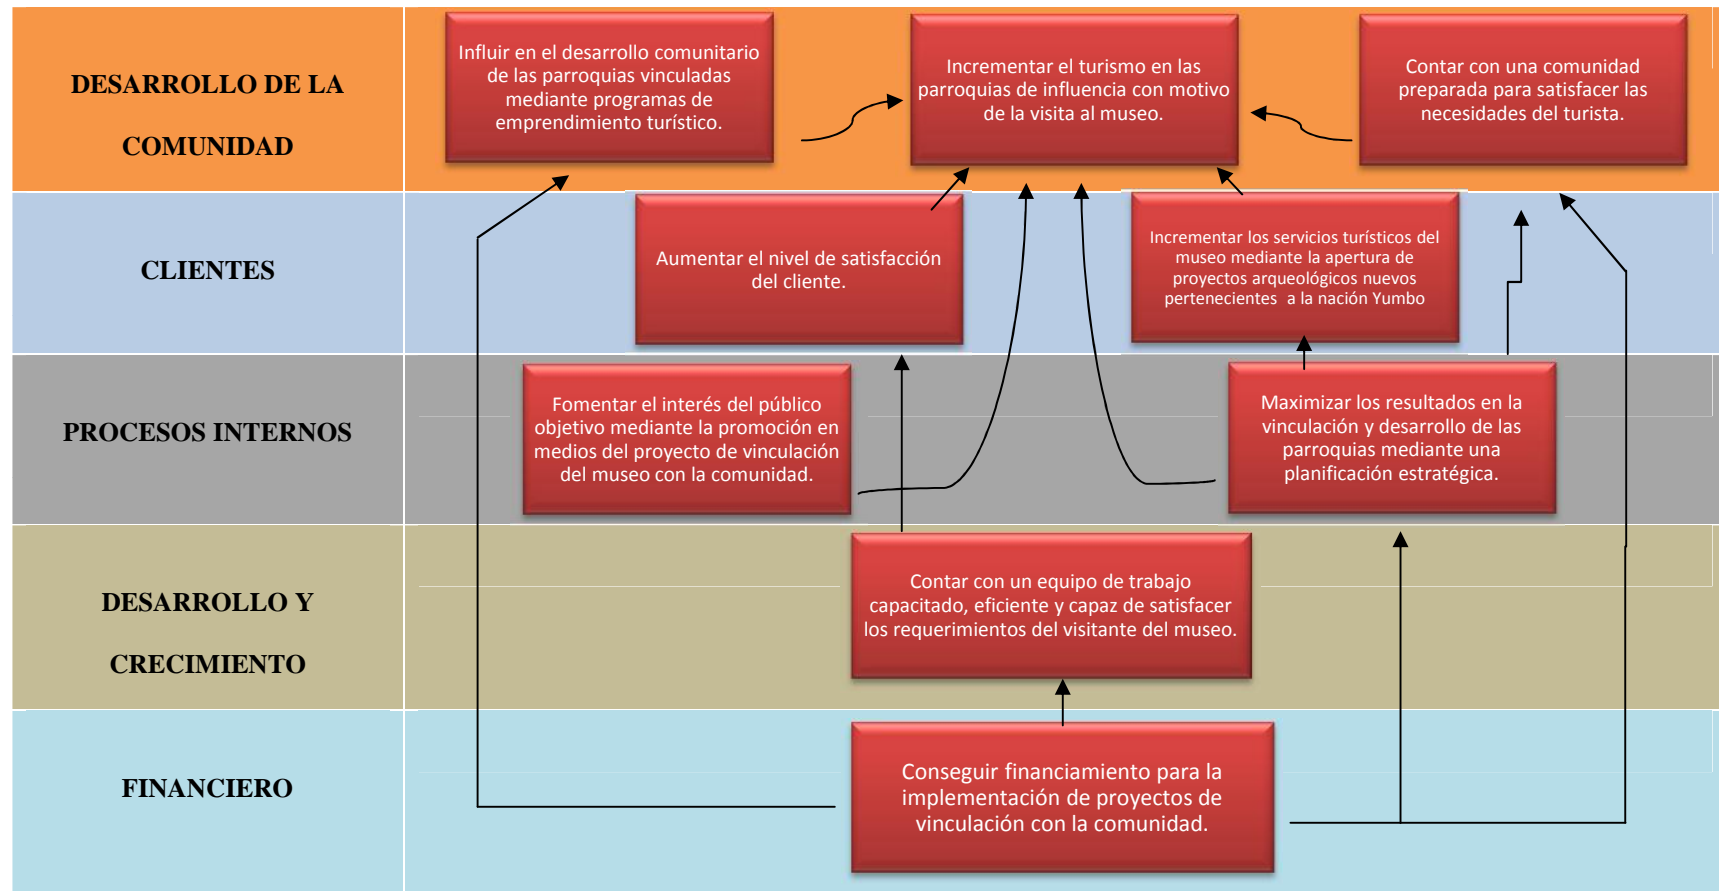 DESARROLLO DE LA
COMUNIDAD
Influir en el desarrollo comunitario
de las parroquias vinculadas
mediante programas de
emprendimiento turístico.
Incrementar el turismo en las
parroquias de influencia con motivo
de la visita al museo.
Contar con una comunidad
preparada para satisfacer las
necesidades del turista.
CLIENTES
Aumentar el nivel de satisfacción
del cliente.
Incrementar los servicios turísticos del
museo mediante la apertura de
proyectos arqueológicos nuevos
pertenecientes a la nación Yumbo
PROCESOS INTERNOS
Fomentar el interés del público
objetivo mediante la promoción en
medios del proyecto de vinculación
del museo con la comunidad.
Maximizar los resultados en la
vinculación y desarrollo de las
parroquias mediante una
planificación estratégica.
DESARROLLO Y
CRECIMIENTO
Contar con un equipo de trabajo
capacitado, eficiente y capaz de satisfacer
los requerimientos del visitante del museo.
FINANCIERO
Conseguir financiamiento para la
implementación de proyectos de
vinculación con la comunidad.